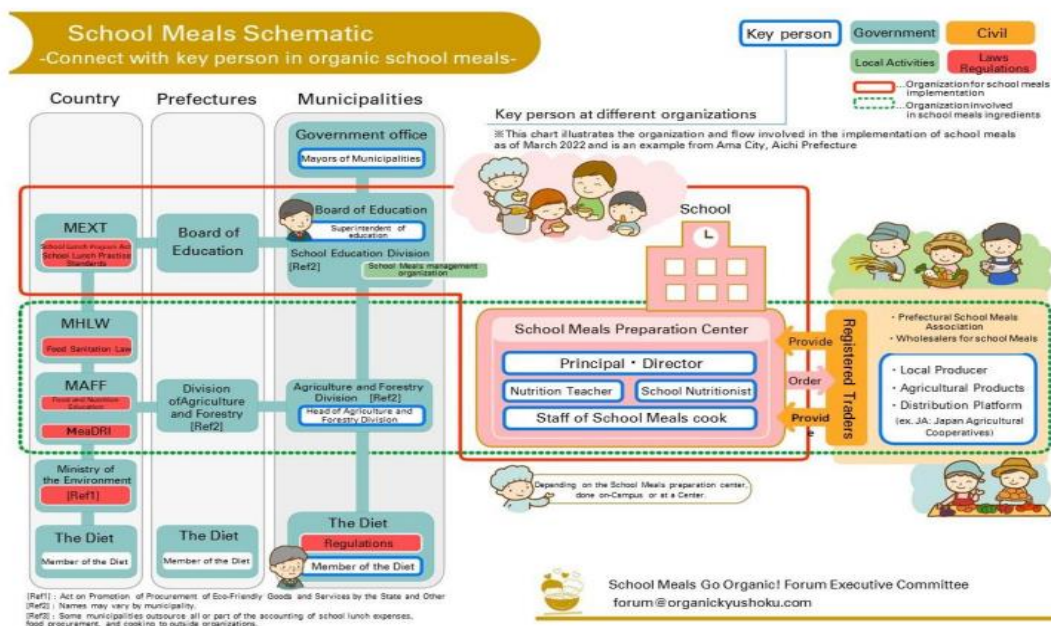 School Meals Schematic
-Connect with key person in organic school meals-
Key person
Government
Civil
Local Activities
Laws
Regulations
...Organization for school meals
implementation
...Organization involved
in school meals ingredients
Key person at different organizations
※This chart illustrates the organization and flow involved in the implementation of school meals
as of March 2022 and is an example from Ama City, Aichi Prefecture
Country
Prefectures
Municipalities
Government office
Mayors of Municipalities
MEXT
School Lunch Program Act
School Lunch Practice
Standards
Board of
Education
Board of Education
Superintendent of
education
School Education Division
[Ref2]
School Meals management
organization
MHLW
Food Sanitation Law
MAFF
Food and Nutrition
Education
MeaDRI
Division
ofAgriculture
and Forestry
[Ref2]
Agriculture and Forestry
Division [Ref2]
Head of Agriculture and
Forestry Division
Ministry of
the Environment
[Ref1]
The Diet
Member of the Diet
The Diet
Member of the Diet
The Diet
Regulations
Member of the Diet
School
School Meals Preparation Center
Principal・Director
Nutrition Teacher
School Nutritionist
Staff of School Meals cook
Provide
Order
Provid
e
Registered Traders
・Prefectural School Meals
Association
・Wholesalers for school Meals
・Local Producer
・Agricultural Products
・Distribution Platform
(ex. JA: Japan Agricultural
Cooperatives)
Depending on the School Meals preparation center,
done on-Campus or at a Center.
[Ref1] : Act on Promotion of Procurement of Eco-Friendly Goods and Services by the State and Other
[Ref2] : Names may vary by municipality.
[Ref3] : Some municipalities outsource all or part of the accounting of school lunch expenses,
food procurement, and cooking to outside organizations.
School Meals Go Organic! Forum Executive Committee
forum@organickyushoku.com